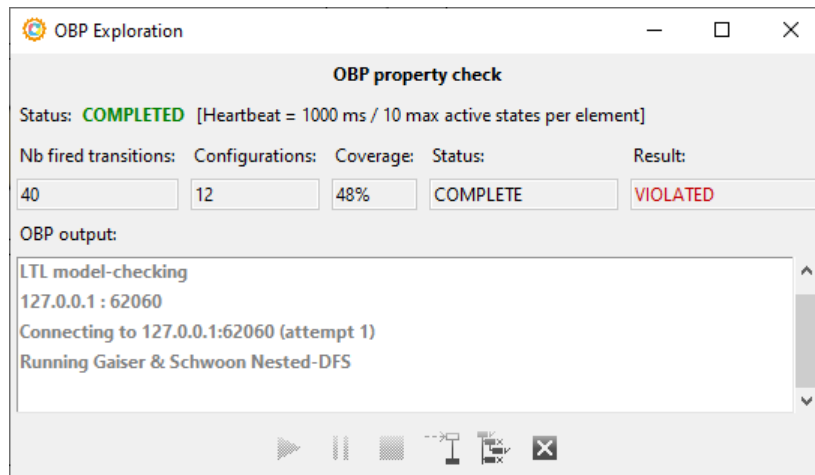 OBP Exploration
OBP property check
Status: COMPLETED [Heartbeat = 1000 ms / 10 max active states per element]
Nb fired transitions: Configurations: Coverage: Status: Result:
40 12 48% COMPLETE VIOLATED
OBP output:
LTL model-checking
127.0.0.1 : 62060
Connecting to 127.0.0.1:62060 (attempt 1)
Running Gaiser & Schwoon Nested-DFS